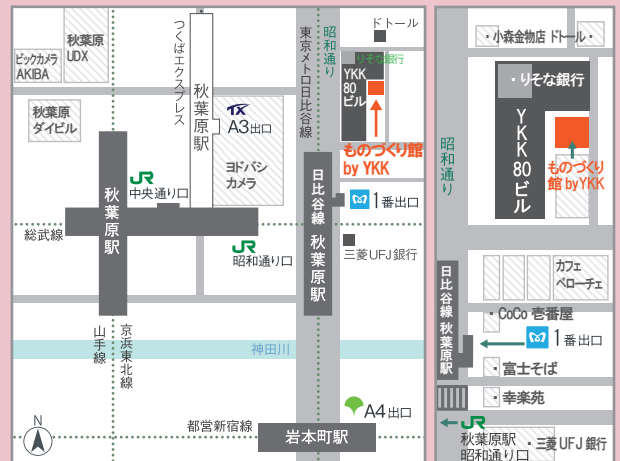 秋葉原
UDX
ビックカメラ
AKIBA
秋葉原
ダイビル
つくばエクスプレス
秋葉原駅
TX
A3出口
ヨドバシ
カメラ
東京メトロ日比谷線
昭和通り
ドトール
りそな銀行
YKK
80
ビル
ものづくり館
by YKK
JR
中央通り口
秋葉原駅
総武線
JR
昭和通り口
日比谷線 秋葉原駅
1番出口
三菱UFJ銀行
山手線
京浜東北線
神田川
A4出口
都営新宿線
岩本町駅
N
小森金物店 ドトール
りそな銀行
YKK80ビル
昭和通り
ものづくり
館 by YKK
日比谷線 秋葉原駅
カフェ
ベローチェ
CoCo 壱番屋
1番出口
富士そば
幸楽苑
JR
秋葉原駅
昭和通り口
三菱UFJ銀行